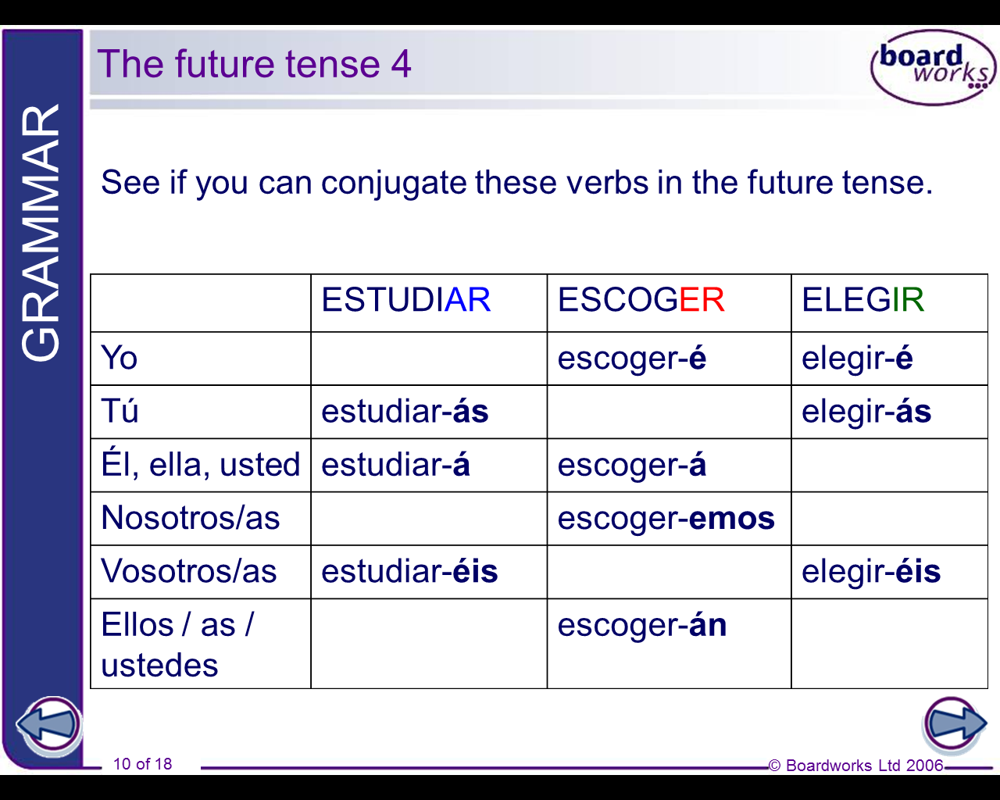 The future tense 4
board
works
GRAMMAR
See if you can conjugate these verbs in the future tense.
ESTUDIAR ESCOGER ELEGIR
Yo escoger-é elegir-é
Tú estudiar-ás elegir-ás
Él, ella, usted estudiar-á escoger-á
Nosotros/as escoger-emos
Vosotros/as estudiar-éis elegir-éis
Ellos / as / escoger-án
ustedes
10 of 18
© Boardworks Ltd 2006